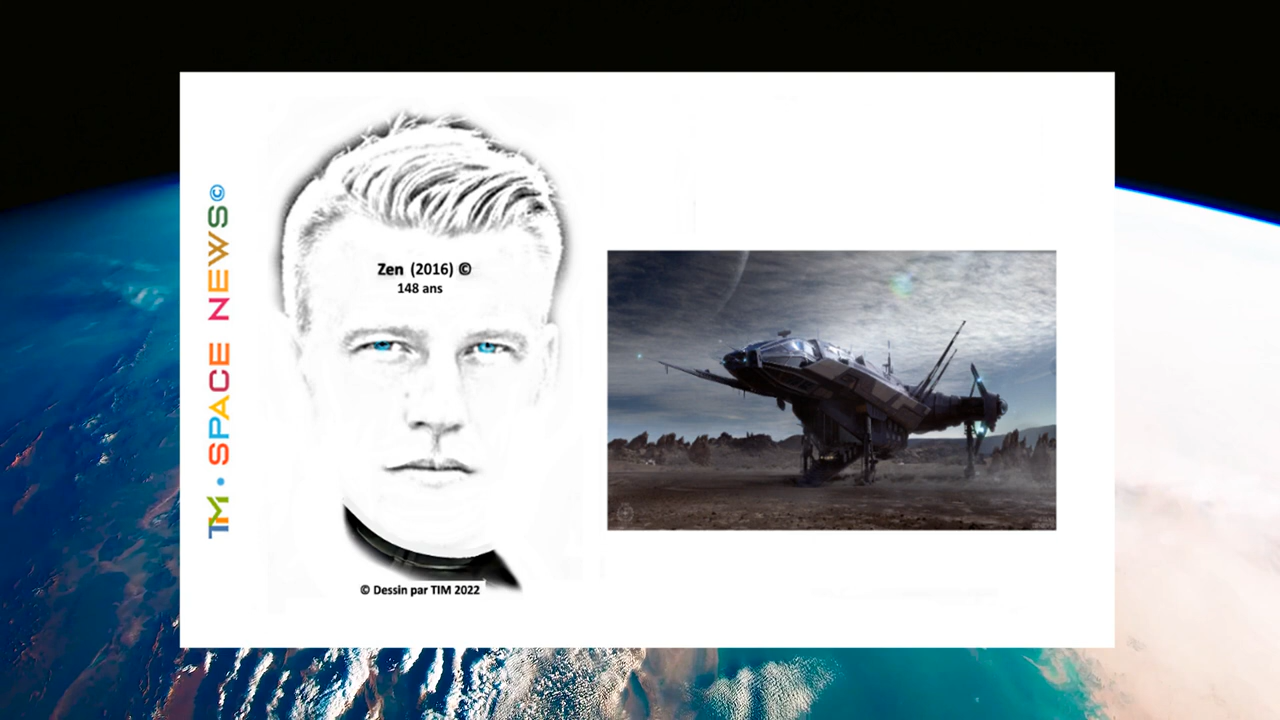 TM • SPACE NEWS©
Zen (2016) ©
148 ans
© Dessin par TIM 2022